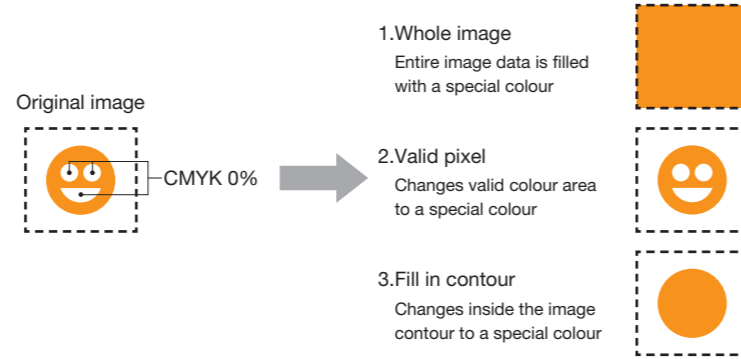 Original image
CMYK 0%
1.Whole image
Entire image data is filled
with a special colour
2.Valid pixel
Changes valid colour area
to a special colour
3.Fill in contour
Changes inside the image
contour to a special colour